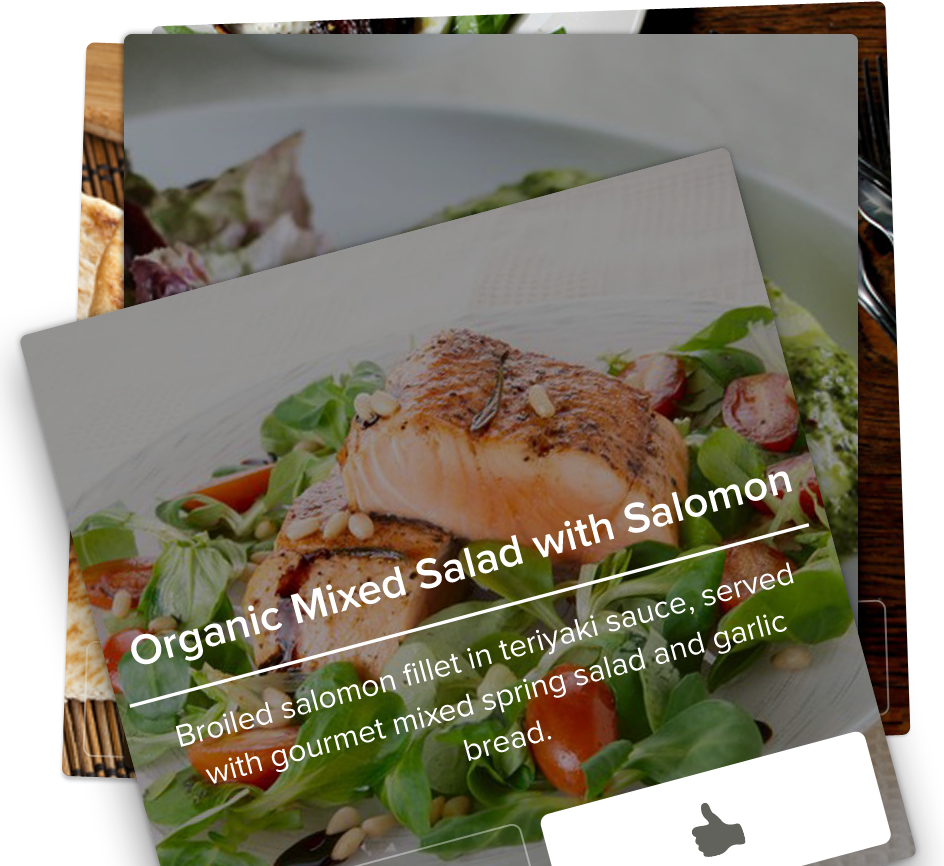 Organic Mixed Salad with Salomon
Broiled salomon fillet in teriyaki sauce, served
with gourmet mixed spring salad and garlic
bread.